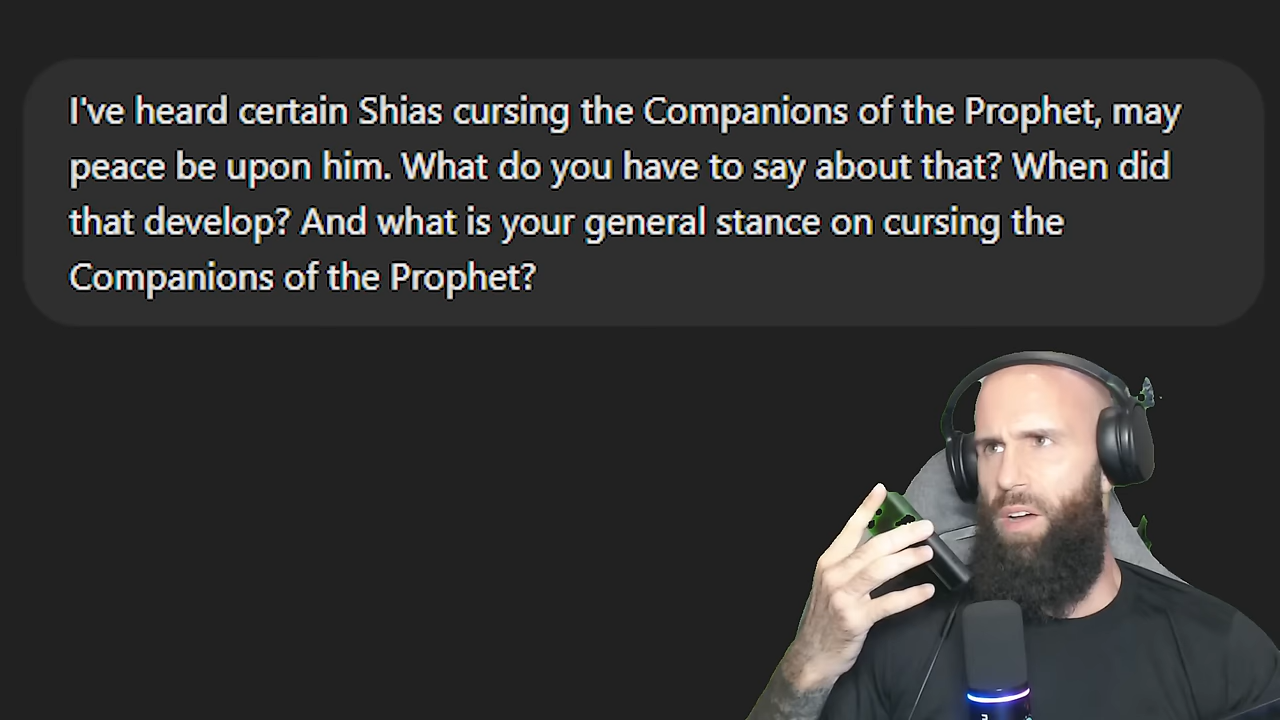 I've heard certain Shias cursing the Companions of the Prophet, may
peace be upon him. What do you have to say about that? When did
that develop? And what is your general stance on cursing the
Companions of the Prophet?